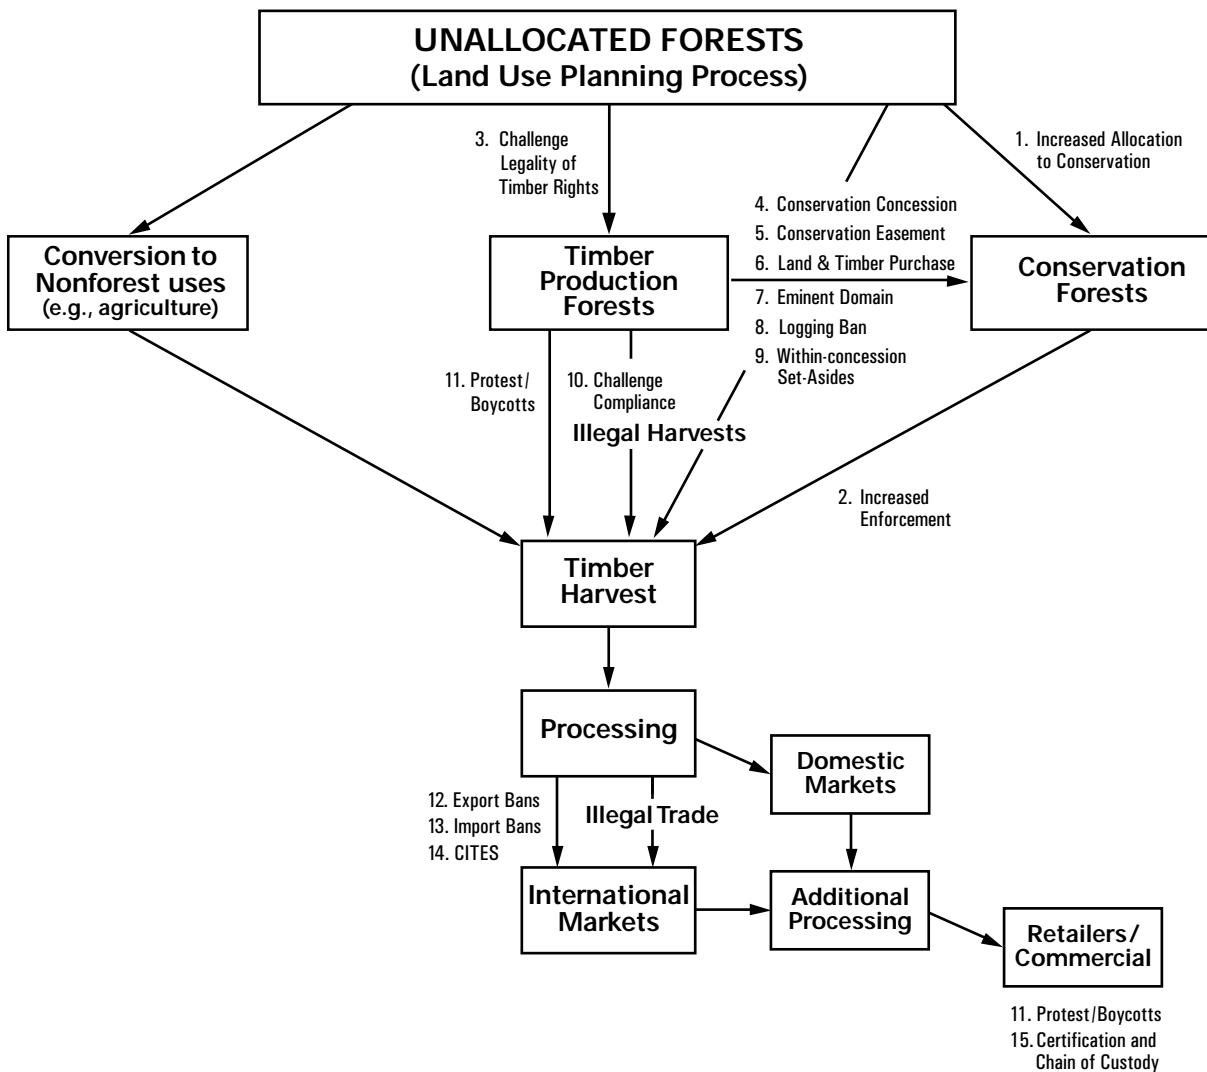 UNALLOCATED FORESTS
(Land Use Planning Process)
3. Challenge
Legality of
Timber Rights
1. Increased Allocation
to Conservation
4. Conservation Concession
5. Conservation Easement
6. Land & Timber Purchase
7. Eminent Domain
8. Logging Ban
9. Within-concession
Set-Asides
Conversion to
Nonforest uses
(e.g., agriculture)
Timber
Production
Forests
Conservation
Forests
11. Protest/
Boycotts
10. Challenge
Compliance
Illegal Harvests
2. Increased
Enforcement
Timber
Harvest
Processing
Domestic
Markets
12. Export Bans
13. Import Bans
14. CITES
Illegal Trade
International
Markets
Additional
Processing
Retailers/
Commercial
11. Protest/Boycotts
15. Certification and
Chain of Custody